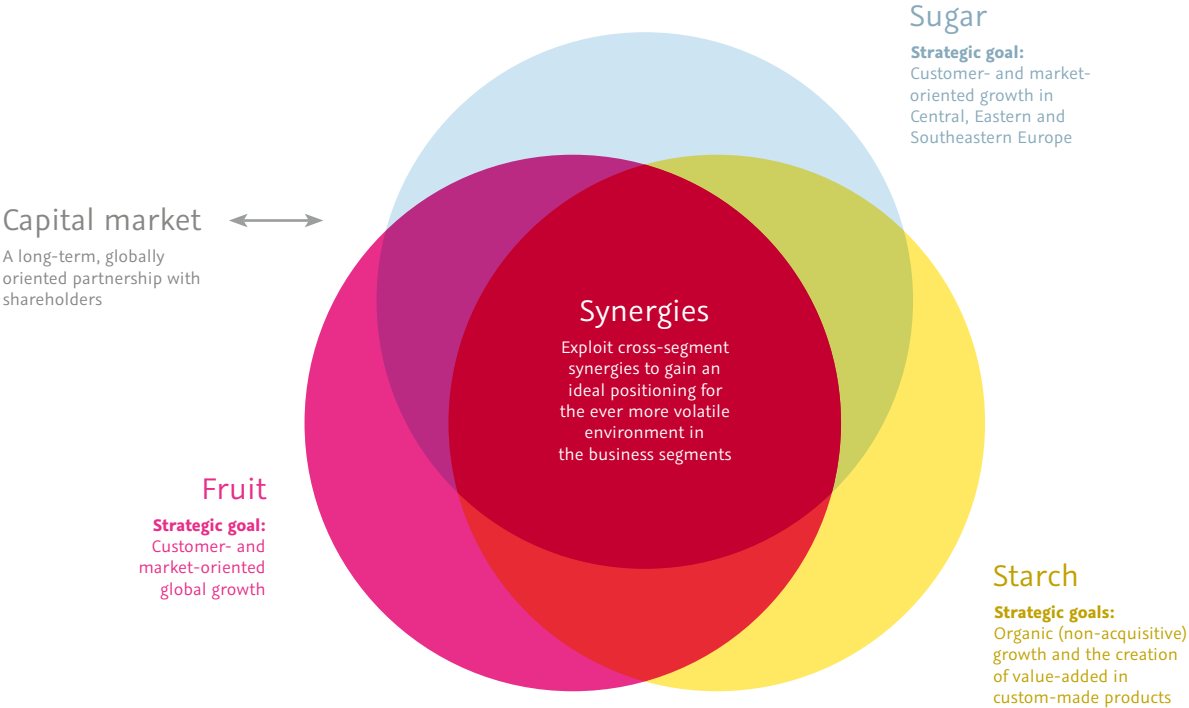 Sugar
Strategic goal:
Customer- and market-
oriented growth in
Central, Eastern and
Southeastern Europe
Capital market
A long-term, globally
oriented partnership with
shareholders
Synergies
Exploit cross-segment
synergies to gain an
ideal positioning for
the ever more volatile
environment in
the business segments
Fruit
Strategic goal:
Customer- and
market-oriented
global growth
Starch
Strategic goals:
Organic (non-acquisitive)
growth and the creation
of value-added in
custom-made products